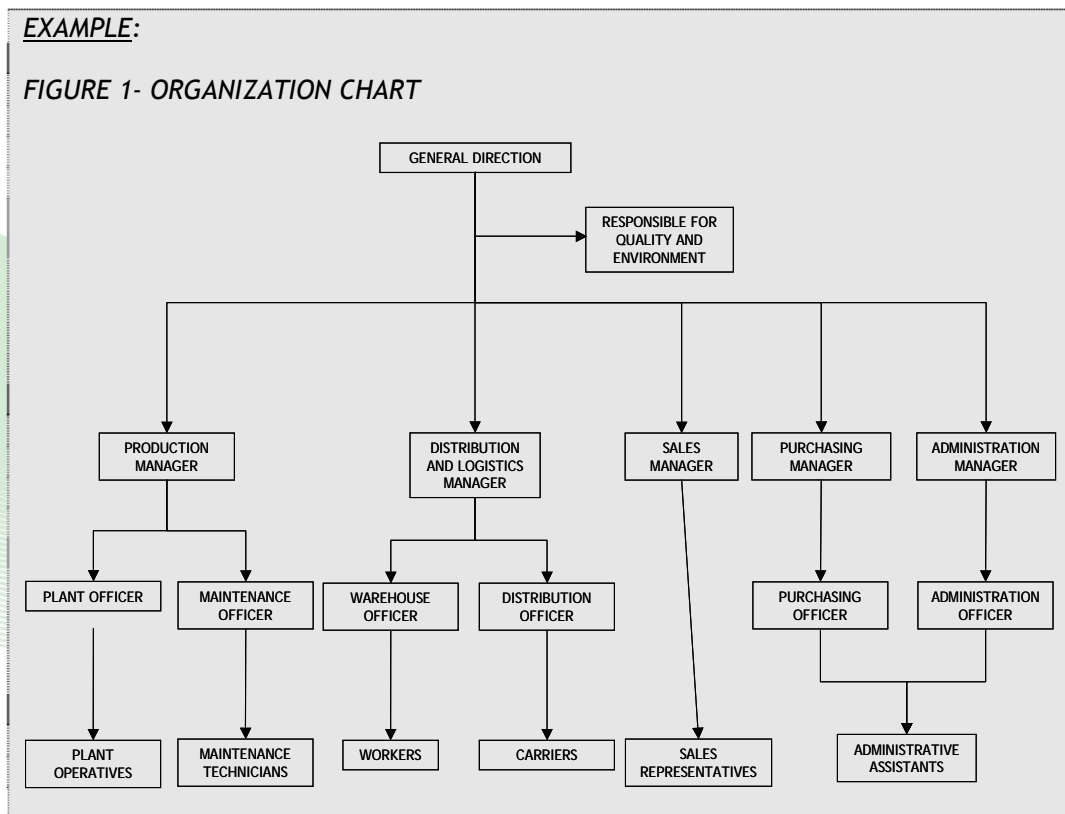 EXAMPLE:
FIGURE 1- ORGANIZATION CHART
GENERAL DIRECTION
RESPONSIBLE FOR
QUALITY AND
ENVIRONMENT
PRODUCTION
MANAGER
DISTRIBUTION
AND LOGISTICS
MANAGER
SALES
MANAGER
PURCHASING
MANAGER
ADMINISTRATION
MANAGER
PLANT OFFICER
MAINTENANCE
OFFICER
WAREHOUSE
OFFICER
DISTRIBUTION
OFFICER
PURCHASING
OFFICER
ADMINISTRATION
OFFICER
PLANT
OPERATIVES
MAINTENANCE
TECHNICIANS
WORKERS
CARRIERS
SALES
REPRESENTATIVES
ADMINISTRATIVE
ASSISTANTS